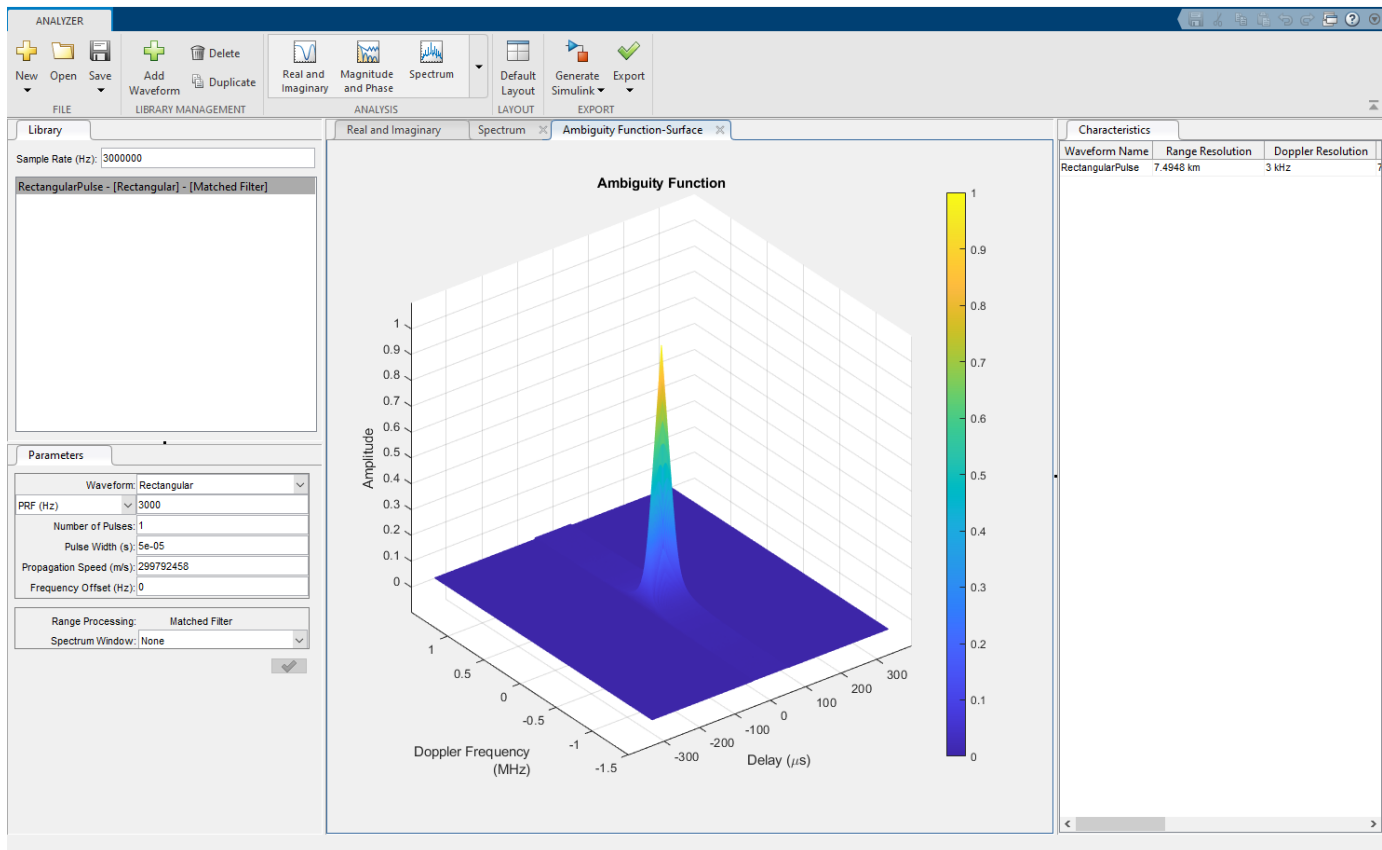 ANALYZER
New
Open
Save
Add
Waveform
Delete
Duplicate
Real and
Imaginary
Magnitude
and Phase
Spectrum
Default
Layout
Generate
Simulink
Export
FILE
LIBRARY MANAGEMENT
ANALYSIS
LAYOUT
EXPORT
Library
Sample Rate (Hz): 3000000
RectangularPulse - [Rectangular] - [Matched Filter]
Parameters
Waveform: Rectangular
PRF (Hz) 3000
Number of Pulses: 1
Pulse Width (s): 5e-05
Propagation Speed (m/s): 299792458
Frequency Offset (Hz): 0
Range Processing: Matched Filter
Spectrum Window: None
Real and Imaginary
Spectrum
Ambiguity Function-Surface
Ambiguity Function
1
0.9
0.8
0.7
0.6
0.5
0.4
0.3
0.2
0.1
0
Amplitude
1
0.5
0
-0.5
-1
-1.5
Doppler Frequency
(MHz)
-300
-200
-100
0
100
200
300
Delay (μs)
1
0.9
0.8
0.7
0.6
0.5
0.4
0.3
0.2
0.1
0
Characteristics
Waveform Name Range Resolution Doppler Resolution
RectangularPulse 7.4948 km 3 kHz 7